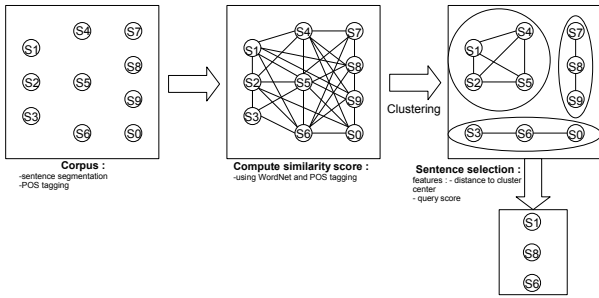 S4 S7
S1
S8
S2 S5
S9
S3
S6 S0
Corpus :
-sentence segmentation
-POS tagging
S4 S7
S1
S8
S2 S5
S9
S3
S6 S0
Compute similarity score :
-using WordNet and POS tagging
Clustering
S4 S7
S1
S8
S2 S5
S9
S3 S6 S0
Sentence selection :
features : - distance to cluster
center
- query score
S1
S8
S6